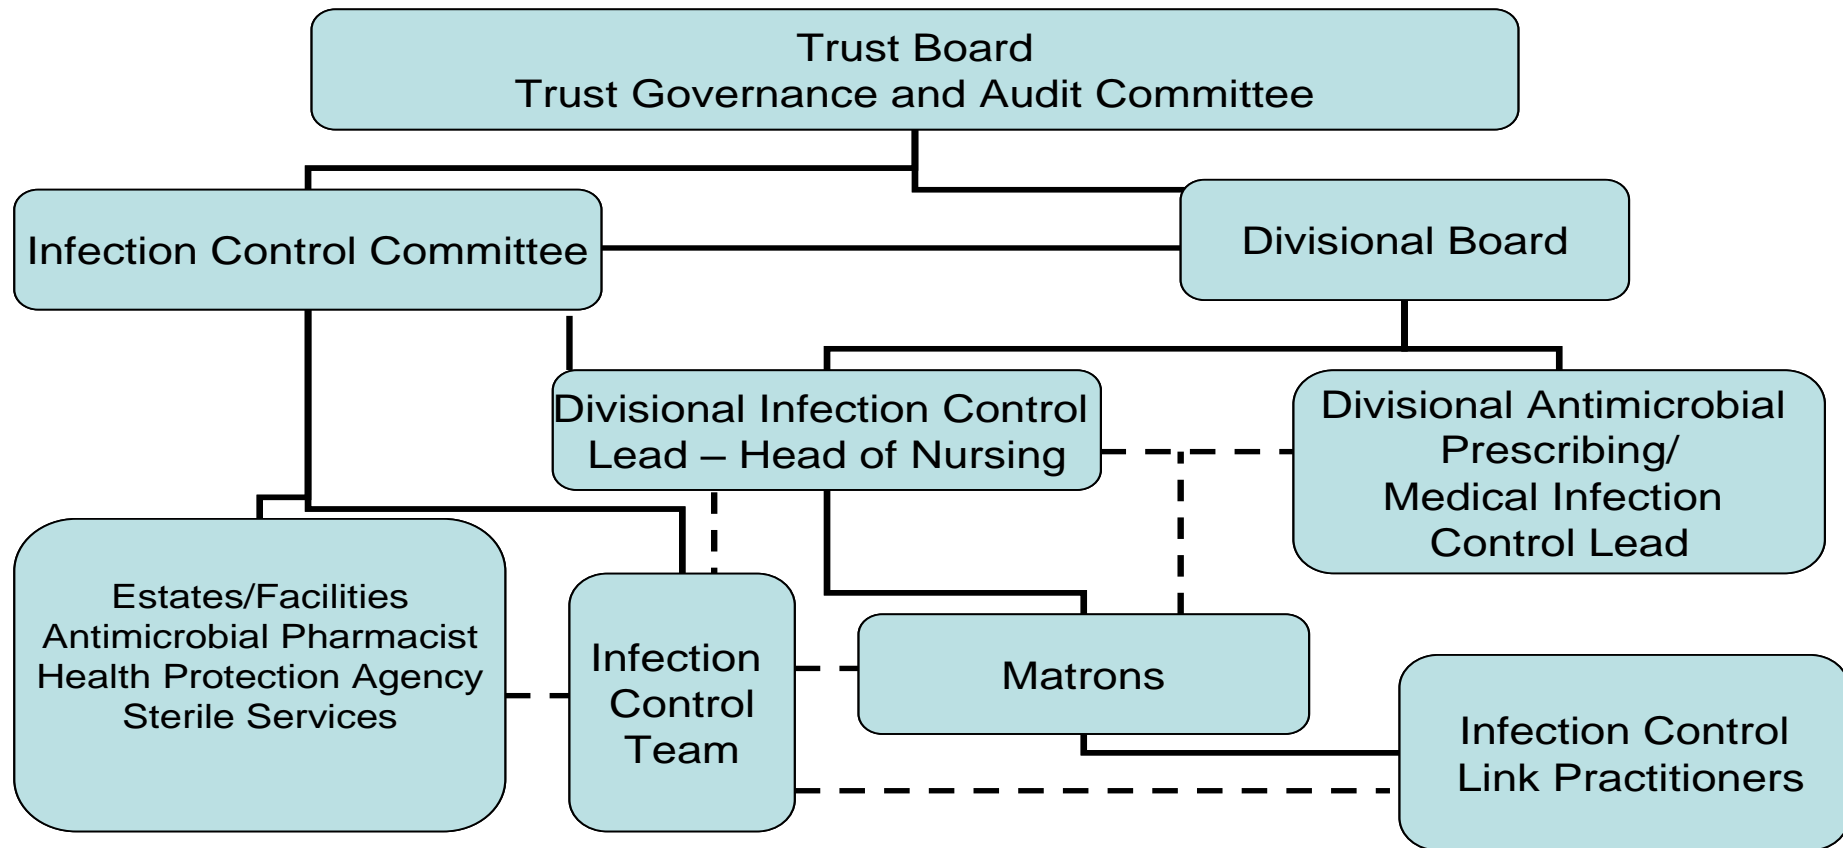 Trust Board
Trust Governance and Audit Committee
Infection Control Committee
Divisional Board
Divisional Infection Control
Lead – Head of Nursing
Divisional Antimicrobial
Prescribing/
Medical Infection
Control Lead
Estates/Facilities
Antimicrobial Pharmacist
Health Protection Agency
Sterile Services
Infection
Control
Team
Matrons
Infection Control
Link Practitioners